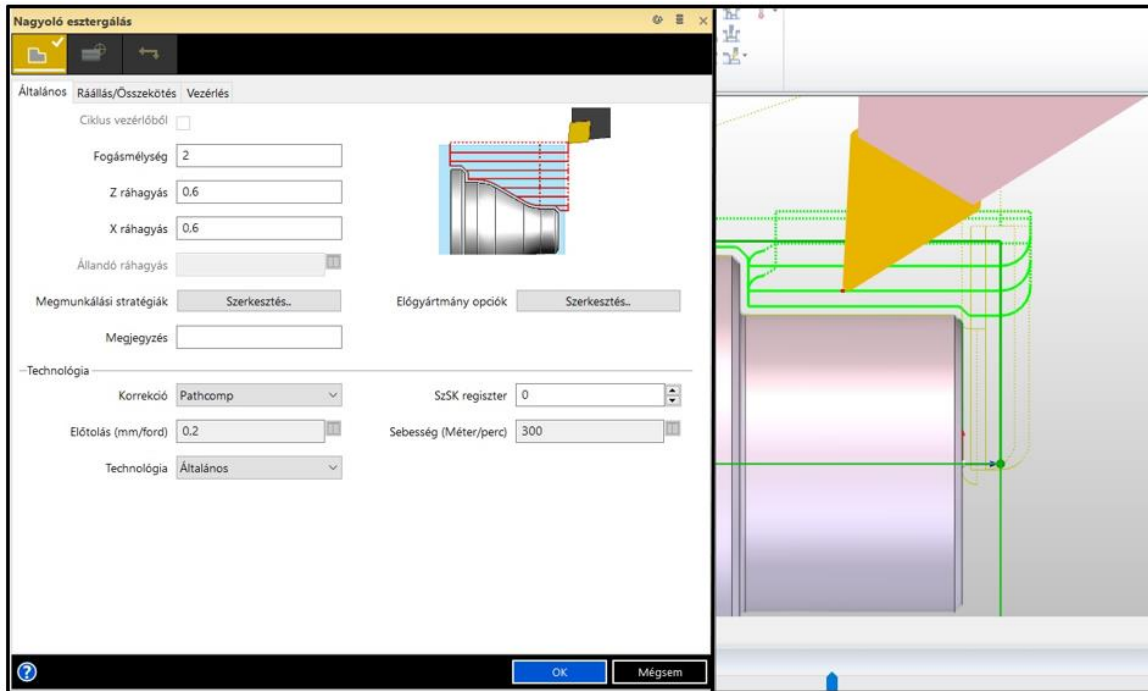 Nagyoló esztergálás
Általános Ráállás/Összekötés Vezérlés
Ciklus vezérlőből
Fogásmélység 2
Z ráhagyás 0,6
X ráhagyás 0,6
Állandó ráhagyás
Megmunkálási stratégiák Szerkesztés.. Előgyártmány opciók Szerkesztés..
Megjegyzés
Technológia
Korrekció Pathcomp SzSK regiszter 0
Előtolás (mm/ford) 0,2 Sebesség (Méter/perc) 300
Technológia Általános
? OK Mégsem